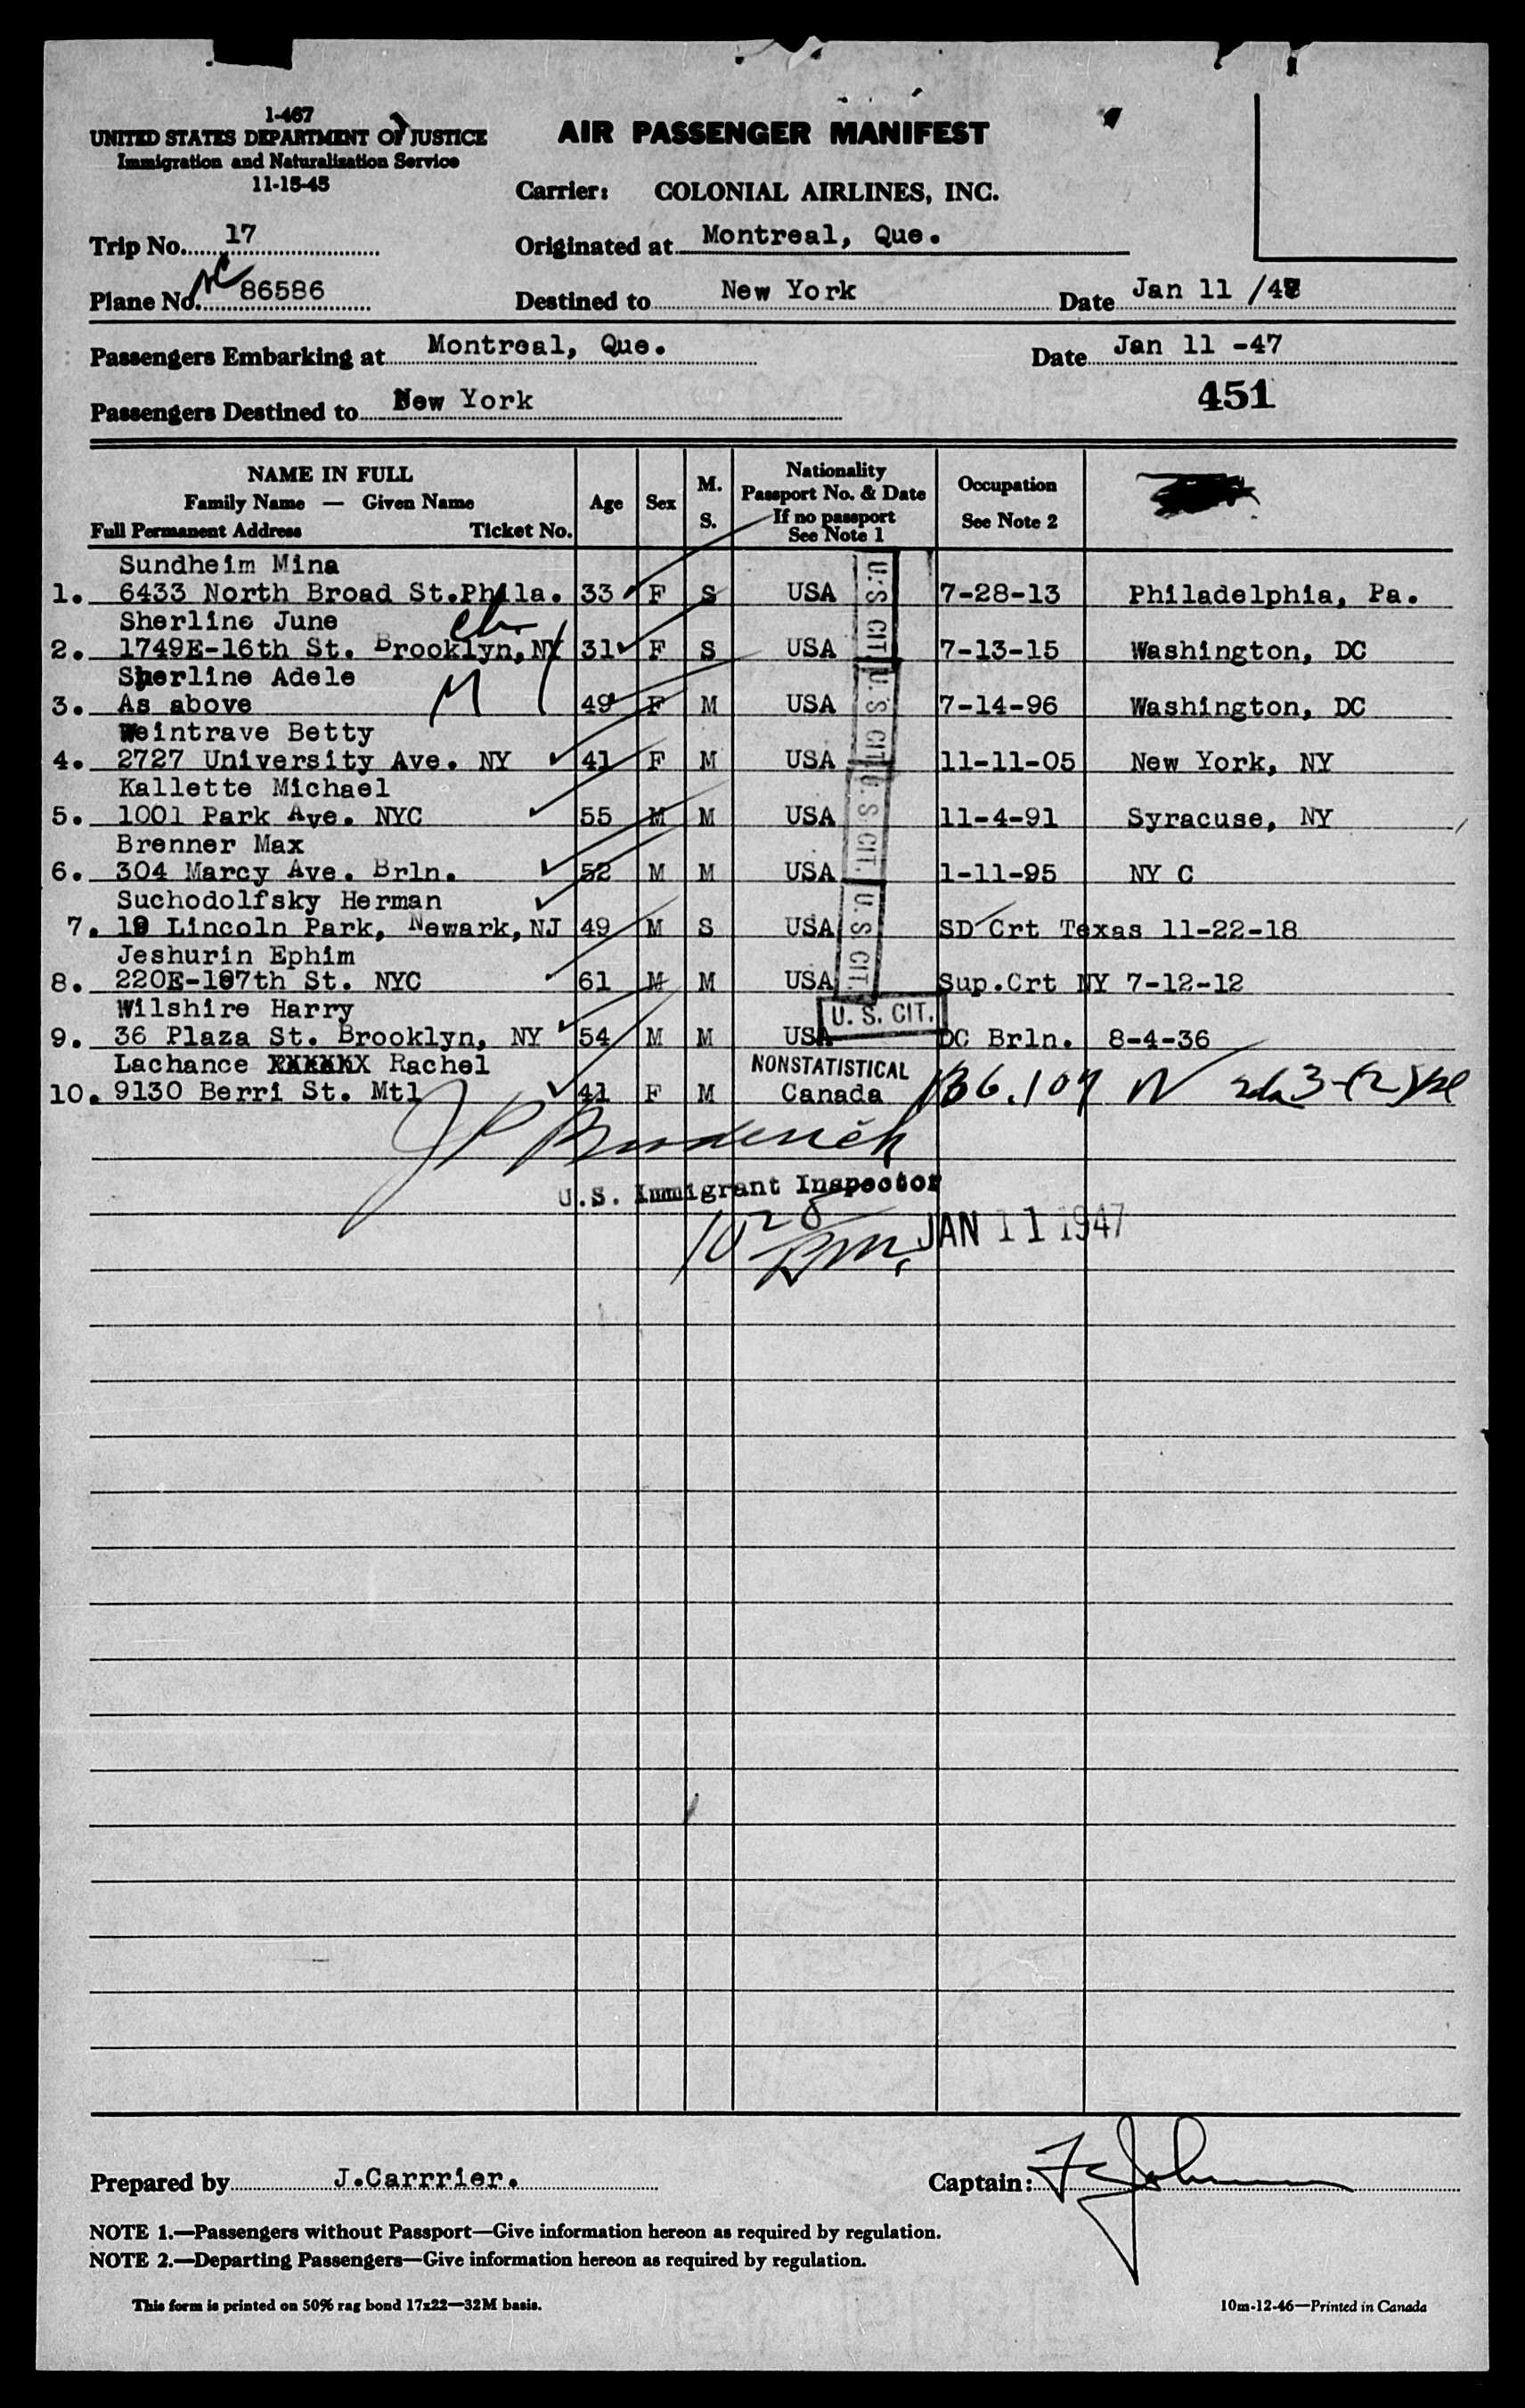 1-467
UNITED STATES DEPARTMENT OF JUSTICE
Immigration and Naturalization Service
11-15-45
AIR PASSENGER MANIFEST
Carrier: COLONIAL AIRLINES, INC.
Trip No. 17
Originated at Montreal, Que.
Plane No. NC 86586
Destined to New York
Date Jan 11 /47
Passengers Embarking at Montreal, Que.
Date Jan 11 -47
Passengers Destined to New York
451
NAME IN FULL
Family Name — Given Name
Full Permanent Address Ticket No.
Age
Sex
M. S.
Nationality
Passport No. & Date
If no passport
See Note 1
Occupation
See Note 2
Sundheim Mina
1. 6433 North Broad St.Phila. 33 F S USA U. S. CIT. 7-28-13 Philadelphia, Pa.
Sherline June
2. 1749E-16th St. Brooklyn,NY 31 F S USA 7-13-15 Washington, DC
Sherline Adele
3. As above 49 F M USA U. S. CIT. 7-14-96 Washington, DC
Weintrave Betty
4. 2727 University Ave. NY 41 F M USA 11-11-05 New York, NY
Kallette Michael
5. 1001 Park Ave. NYC 55 M M USA U. S. CIT. 11-4-91 Syracuse, NY
Brenner Max
6. 304 Marcy Ave. Brln. 52 M M USA 1-11-95 NY C
Suchodolfsky Herman
7. 19 Lincoln Park, Newark,NJ 49 M S USA U. S. CIT. SD Crt Texas 11-22-18
Jeshurin Ephim
8. 220E-197th St. NYC 61 M M USA Sup.Crt NY 7-12-12
Wilshire Harry
9. 36 Plaza St. Brooklyn, NY 54 M M USA U. S. CIT. DC Brln. 8-4-36
Lachance XXXXXX Rachel NONSTATISTICAL
10. 9130 Berri St. Mtl 41 F M Canada
J P Broderick
U.S. Immigrant Inspector
10 28 PM, JAN 11 1947
Prepared by J.Carrrier.
Captain: Johnson
NOTE 1.—Passengers without Passport—Give information hereon as required by regulation.
NOTE 2.—Departing Passengers—Give information hereon as required by regulation.
This form is printed on 50% rag bond 17x22—32M basis.
10m-12-46—Printed in Canada